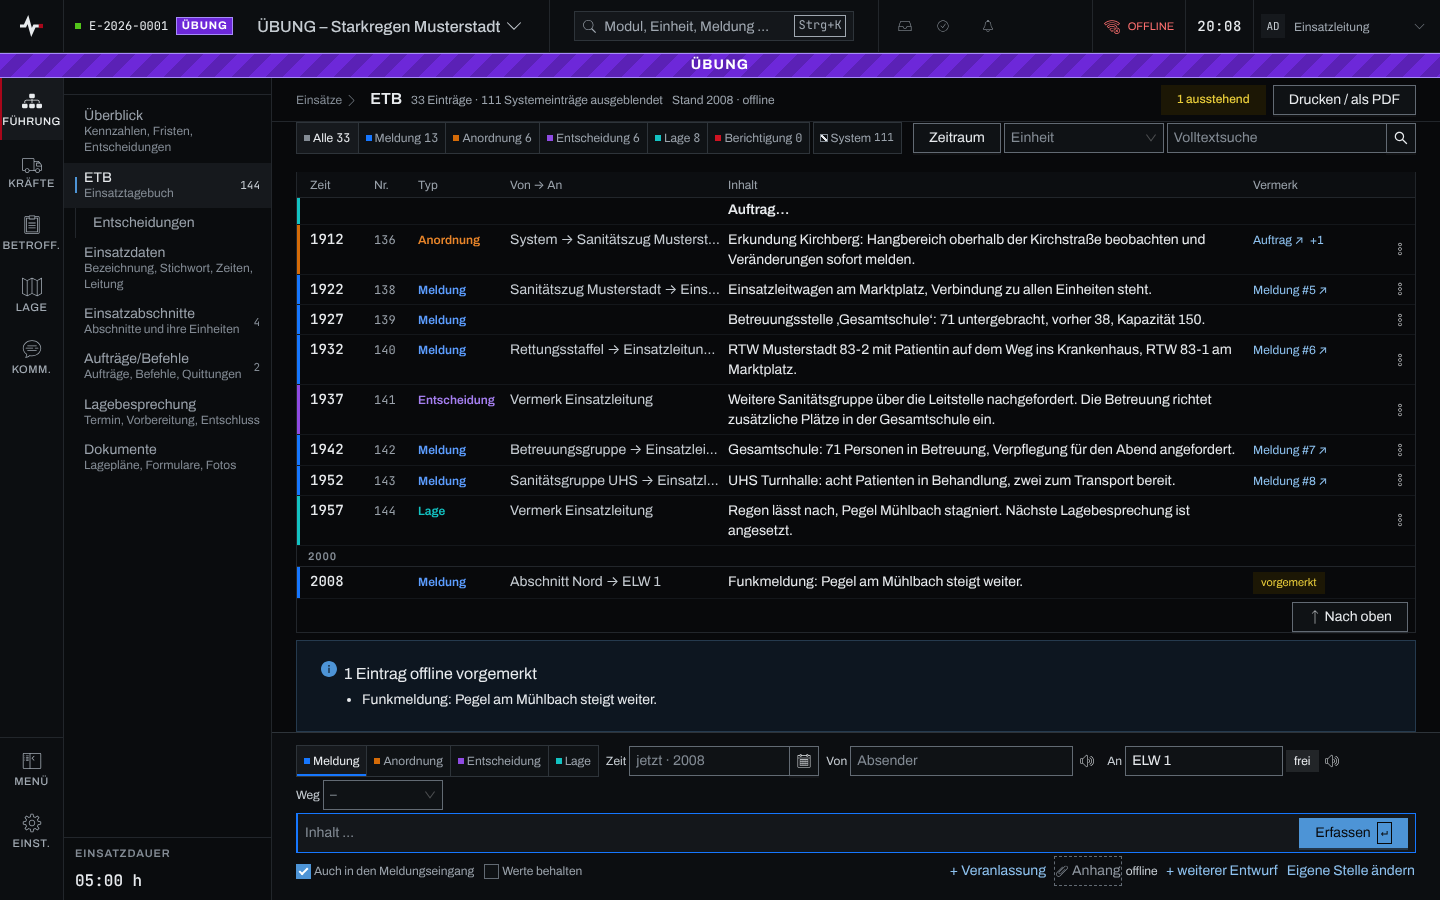 E-2026-0001 ÜBUNG ÜBUNG – Starkregen Musterstadt Modul, Einheit, Meldung ... Strg+K OFFLINE 20:08 AD Einsatzleitung
ÜBUNG
FÜHRUNG
KRÄFTE
BETROFF.
LAGE
KOMM.
MENÜ
EINST.
Überblick
Kennzahlen, Fristen,
Entscheidungen
ETB 144
Einsatztagebuch
Entscheidungen
Einsatzdaten
Bezeichnung, Stichwort, Zeiten,
Leitung
Einsatzabschnitte 4
Abschnitte und ihre Einheiten
Aufträge/Befehle 2
Aufträge, Befehle, Quittungen
Lagebesprechung
Termin, Vorbereitung, Entschluss
Dokumente
Lagepläne, Formulare, Fotos
EINSATZDAUER
05:00 h
Einsätze > ETB 33 Einträge · 111 Systemeinträge ausgeblendet Stand 2008 · offline 1 ausstehend Drucken / als PDF
Alle 33 Meldung 13 Anordnung 6 Entscheidung 6 Lage 8 Berichtigung 0 System 111 Zeitraum Einheit Volltextsuche
Zeit Nr. Typ Von → An Inhalt Vermerk
Auftrag...
1912 136 Anordnung System → Sanitätszug Musterst... Erkundung Kirchberg: Hangbereich oberhalb der Kirchstraße beobachten und Auftrag ↗ +1
Veränderungen sofort melden.
1922 138 Meldung Sanitätszug Musterstadt → Eins... Einsatzleitwagen am Marktplatz, Verbindung zu allen Einheiten steht. Meldung #5 ↗
1927 139 Meldung Betreuungsstelle ‚Gesamtschule‘: 71 untergebracht, vorher 38, Kapazität 150.
1932 140 Meldung Rettungsstaffel → Einsatzleitun... RTW Musterstadt 83-2 mit Patientin auf dem Weg ins Krankenhaus, RTW 83-1 am Meldung #6 ↗
Marktplatz.
1937 141 Entscheidung Vermerk Einsatzleitung Weitere Sanitätsgruppe über die Leitstelle nachgefordert. Die Betreuung richtet
zusätzliche Plätze in der Gesamtschule ein.
1942 142 Meldung Betreuungsgruppe → Einsatzlei... Gesamtschule: 71 Personen in Betreuung, Verpflegung für den Abend angefordert. Meldung #7 ↗
1952 143 Meldung Sanitätsgruppe UHS → Einsatzl... UHS Turnhalle: acht Patienten in Behandlung, zwei zum Transport bereit. Meldung #8 ↗
1957 144 Lage Vermerk Einsatzleitung Regen lässt nach, Pegel Mühlbach stagniert. Nächste Lagebesprechung ist
angesetzt.
2000
2008 Meldung Abschnitt Nord → ELW 1 Funkmeldung: Pegel am Mühlbach steigt weiter. vorgemerkt
↑ Nach oben
1 Eintrag offline vorgemerkt
• Funkmeldung: Pegel am Mühlbach steigt weiter.
Meldung Anordnung Entscheidung Lage Zeit jetzt · 2008 Von Absender An ELW 1 frei
Weg –
Inhalt ... Erfassen ↵
Auch in den Meldungseingang Werte behalten + Veranlassung Anhang offline + weiterer Entwurf Eigene Stelle ändern